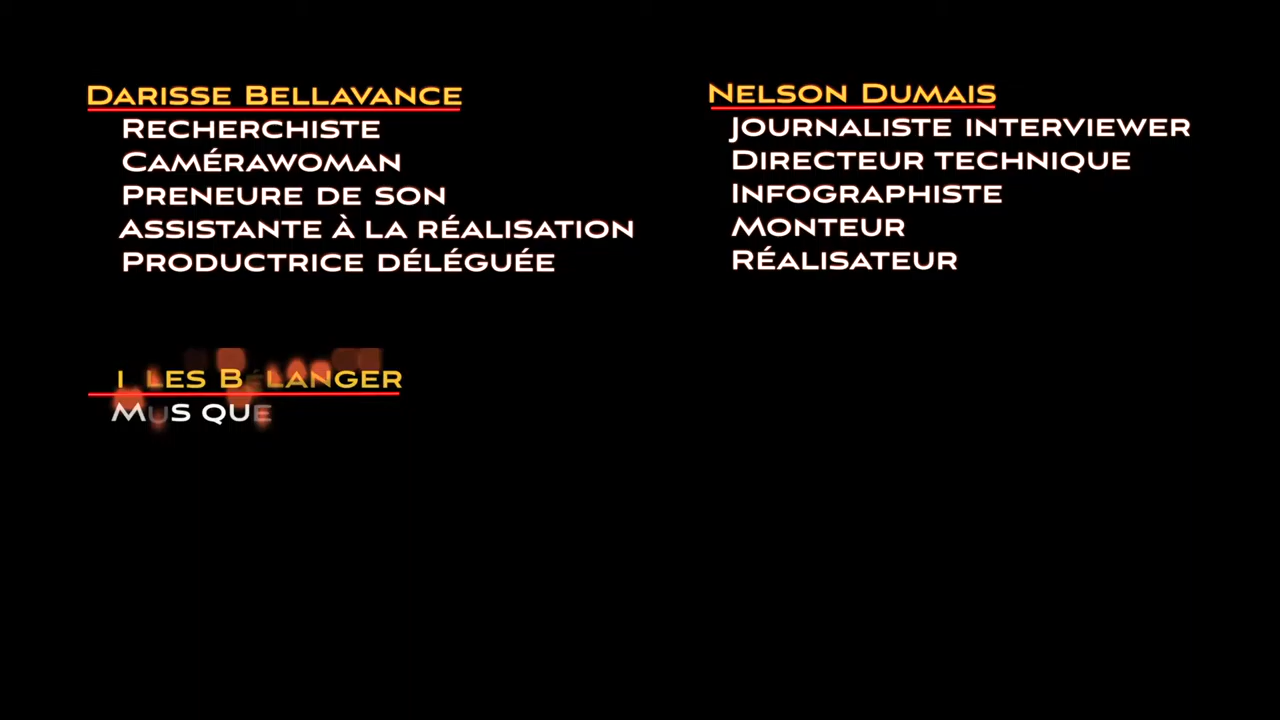 Darisse Bellavance
Recherchiste
Camérawoman
Preneure de son
Assistante à la réalisation
Productrice déléguée
Nelson Dumais
Journaliste interviewer
Directeur technique
Infographiste
Monteur
Réalisateur
Bélanger